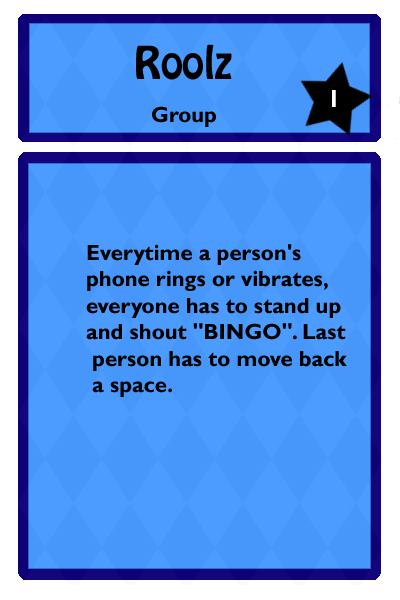 Roolz
Group
1
Everytime a person's
phone rings or vibrates,
everyone has to stand up
and shout "BINGO". Last
person has to move back
a space.